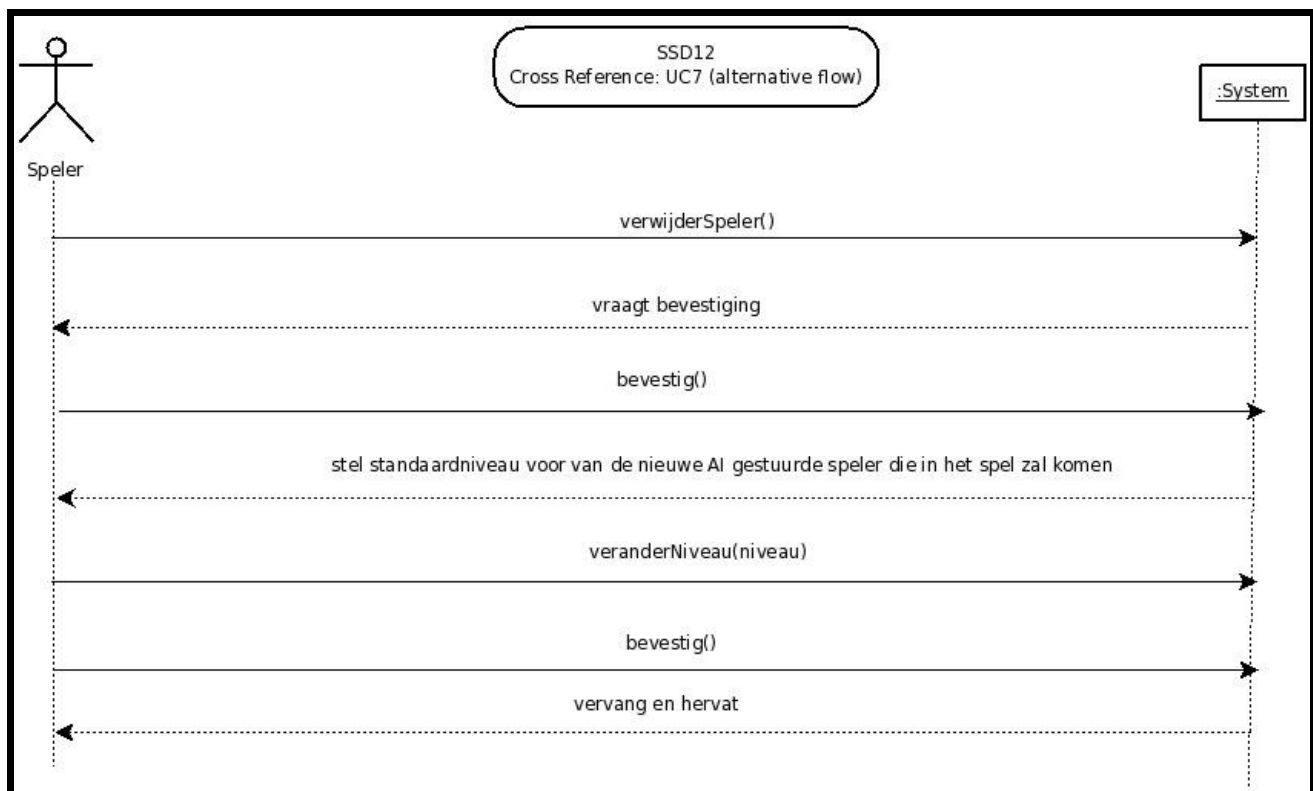 SSD12
Cross Reference: UC7 (alternative flow)
:System
Speler
verwijderSpeler()
vraagt bevestiging
bevestig()
stel standaardniveau voor van de nieuwe AI gestuurde speler die in het spel zal komen
veranderNiveau(niveau)
bevestig()
vervang en hervat